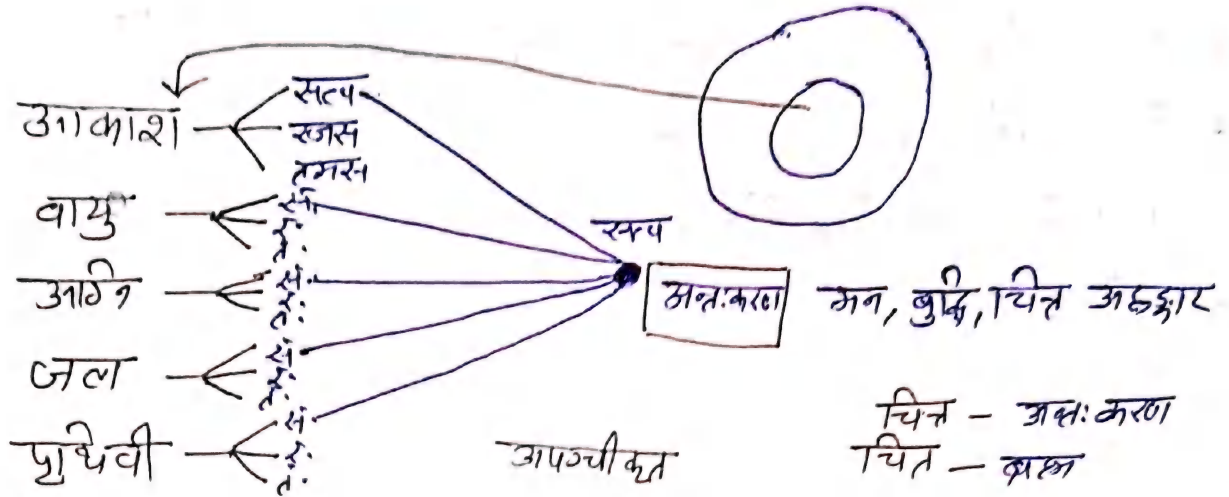 आकाश सत्व
रजस
तमस
वायु स. र. त.
सत्व
अग्नि स. र. त. अन्तःकरण मन, बुद्धि, चित्त अहङ्कार
जल स. र. त.
चित्त - अन्तःकरण
पृथिवी स. र. त. अपञ्चीकृत चित - ब्रह्म